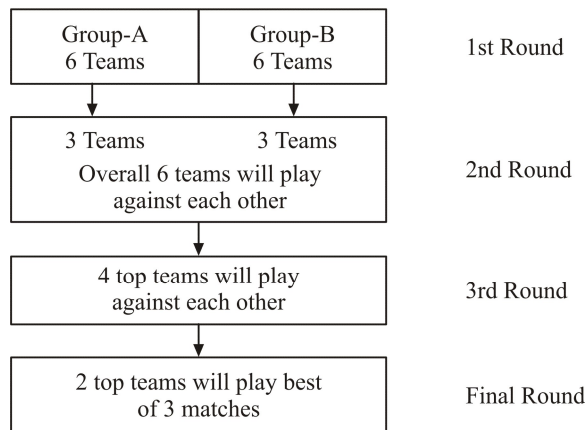 Group-A
6 Teams
Group-B
6 Teams
1st Round
3 Teams
3 Teams
Overall 6 teams will play
against each other
2nd Round
4 top teams will play
against each other
3rd Round
2 top teams will play best
of 3 matches
Final Round